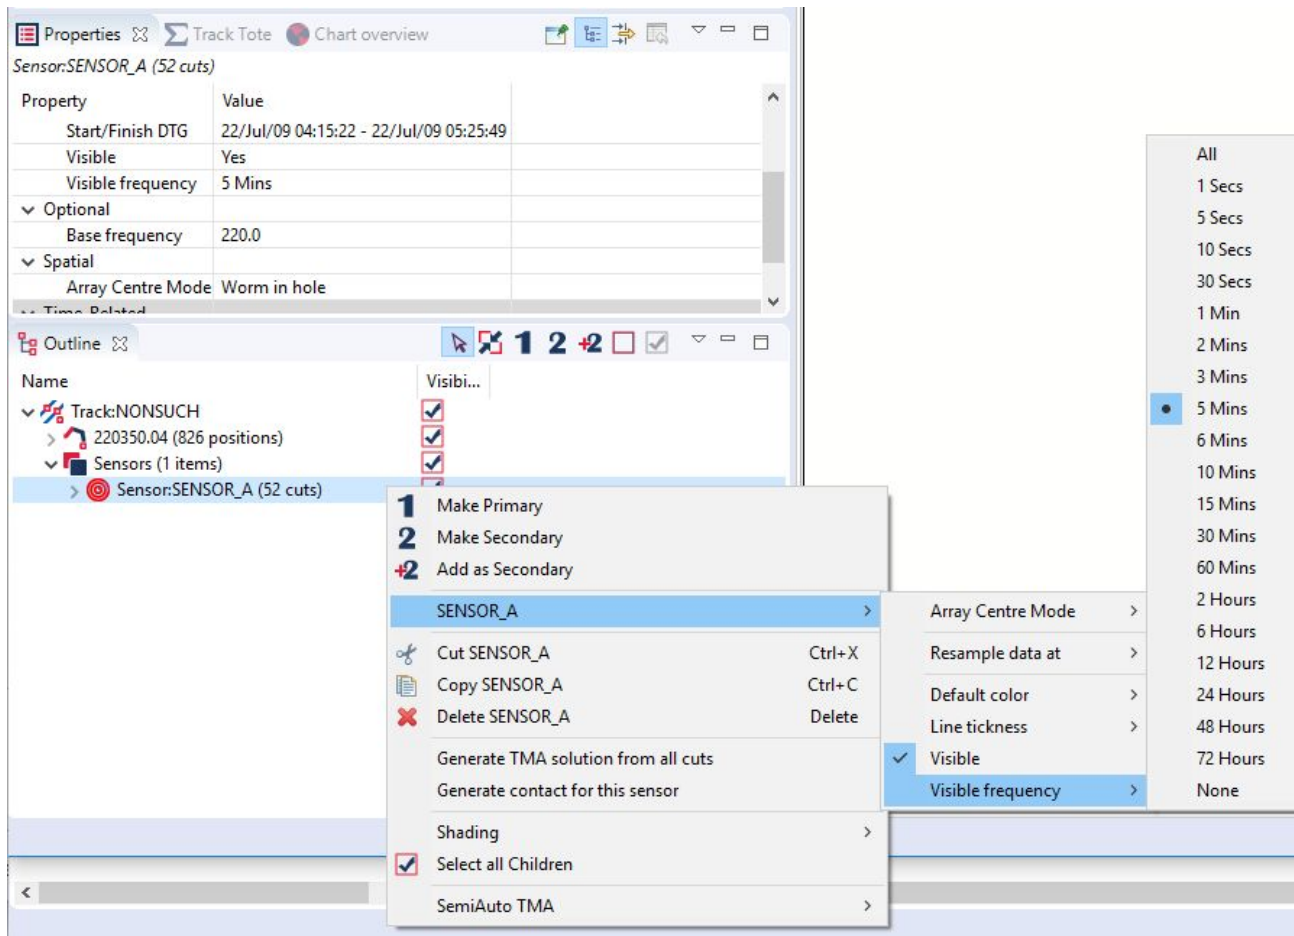 Properties Track Tote Chart overview
Sensor:SENSOR_A (52 cuts)
Property Value
Start/Finish DTG 22/Jul/09 04:15:22 - 22/Jul/09 05:25:49
Visible Yes
Visible frequency 5 Mins
Optional
Base frequency 220.0
Spatial
Array Centre Mode Worm in hole
Time-Related
Outline 1 2 +2
Name Visibi...
Track:NONSUCH
220350.04 (826 positions)
Sensors (1 items)
Sensor:SENSOR_A (52 cuts)
1 Make Primary
2 Make Secondary
+2 Add as Secondary
SENSOR_A
Cut SENSOR_A Ctrl+X
Copy SENSOR_A Ctrl+C
Delete SENSOR_A Delete
Generate TMA solution from all cuts
Generate contact for this sensor
Shading
Select all Children
SemiAuto TMA
Array Centre Mode
Resample data at
Default color
Line tickness
Visible
Visible frequency
All
1 Secs
5 Secs
10 Secs
30 Secs
1 Min
2 Mins
3 Mins
5 Mins
6 Mins
10 Mins
15 Mins
30 Mins
60 Mins
2 Hours
6 Hours
12 Hours
24 Hours
48 Hours
72 Hours
None